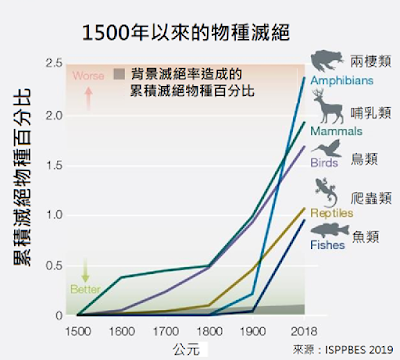 1500年以來的物種滅絕
累積滅絕物種百分比
2.5
2.0
1.5
1.0
0.5
0
Worse
Better
背景滅絕率造成的
累積滅絕物種百分比
兩棲類
Amphibians
哺乳類
Mammals
鳥類
Birds
爬蟲類
Reptiles
魚類
Fishes
1500 1600 1700 1800 1900 2018
公元
來源：ISPPBES 2019